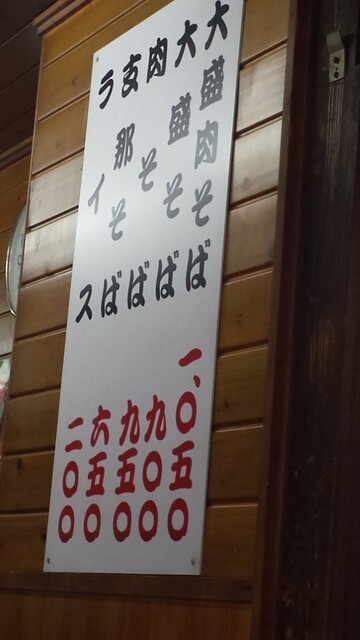 大盛肉そば 一、〇五〇
大盛そば 九〇〇
肉そば 九五〇
支那そば 六五〇
ライス 二〇〇